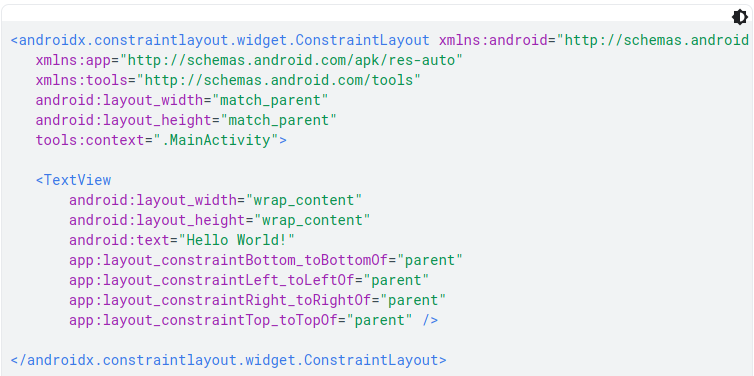 <androidx.constraintlayout.widget.ConstraintLayout xmlns:android="http://schemas.android
xmlns:app="http://schemas.android.com/apk/res-auto"
xmlns:tools="http://schemas.android.com/tools"
android:layout_width="match_parent"
android:layout_height="match_parent"
tools:context=".MainActivity">
<TextView
android:layout_width="wrap_content"
android:layout_height="wrap_content"
android:text="Hello World!"
app:layout_constraintBottom_toBottomOf="parent"
app:layout_constraintLeft_toLeftOf="parent"
app:layout_constraintRight_toRightOf="parent"
app:layout_constraintTop_toTopOf="parent" />
</androidx.constraintlayout.widget.ConstraintLayout>